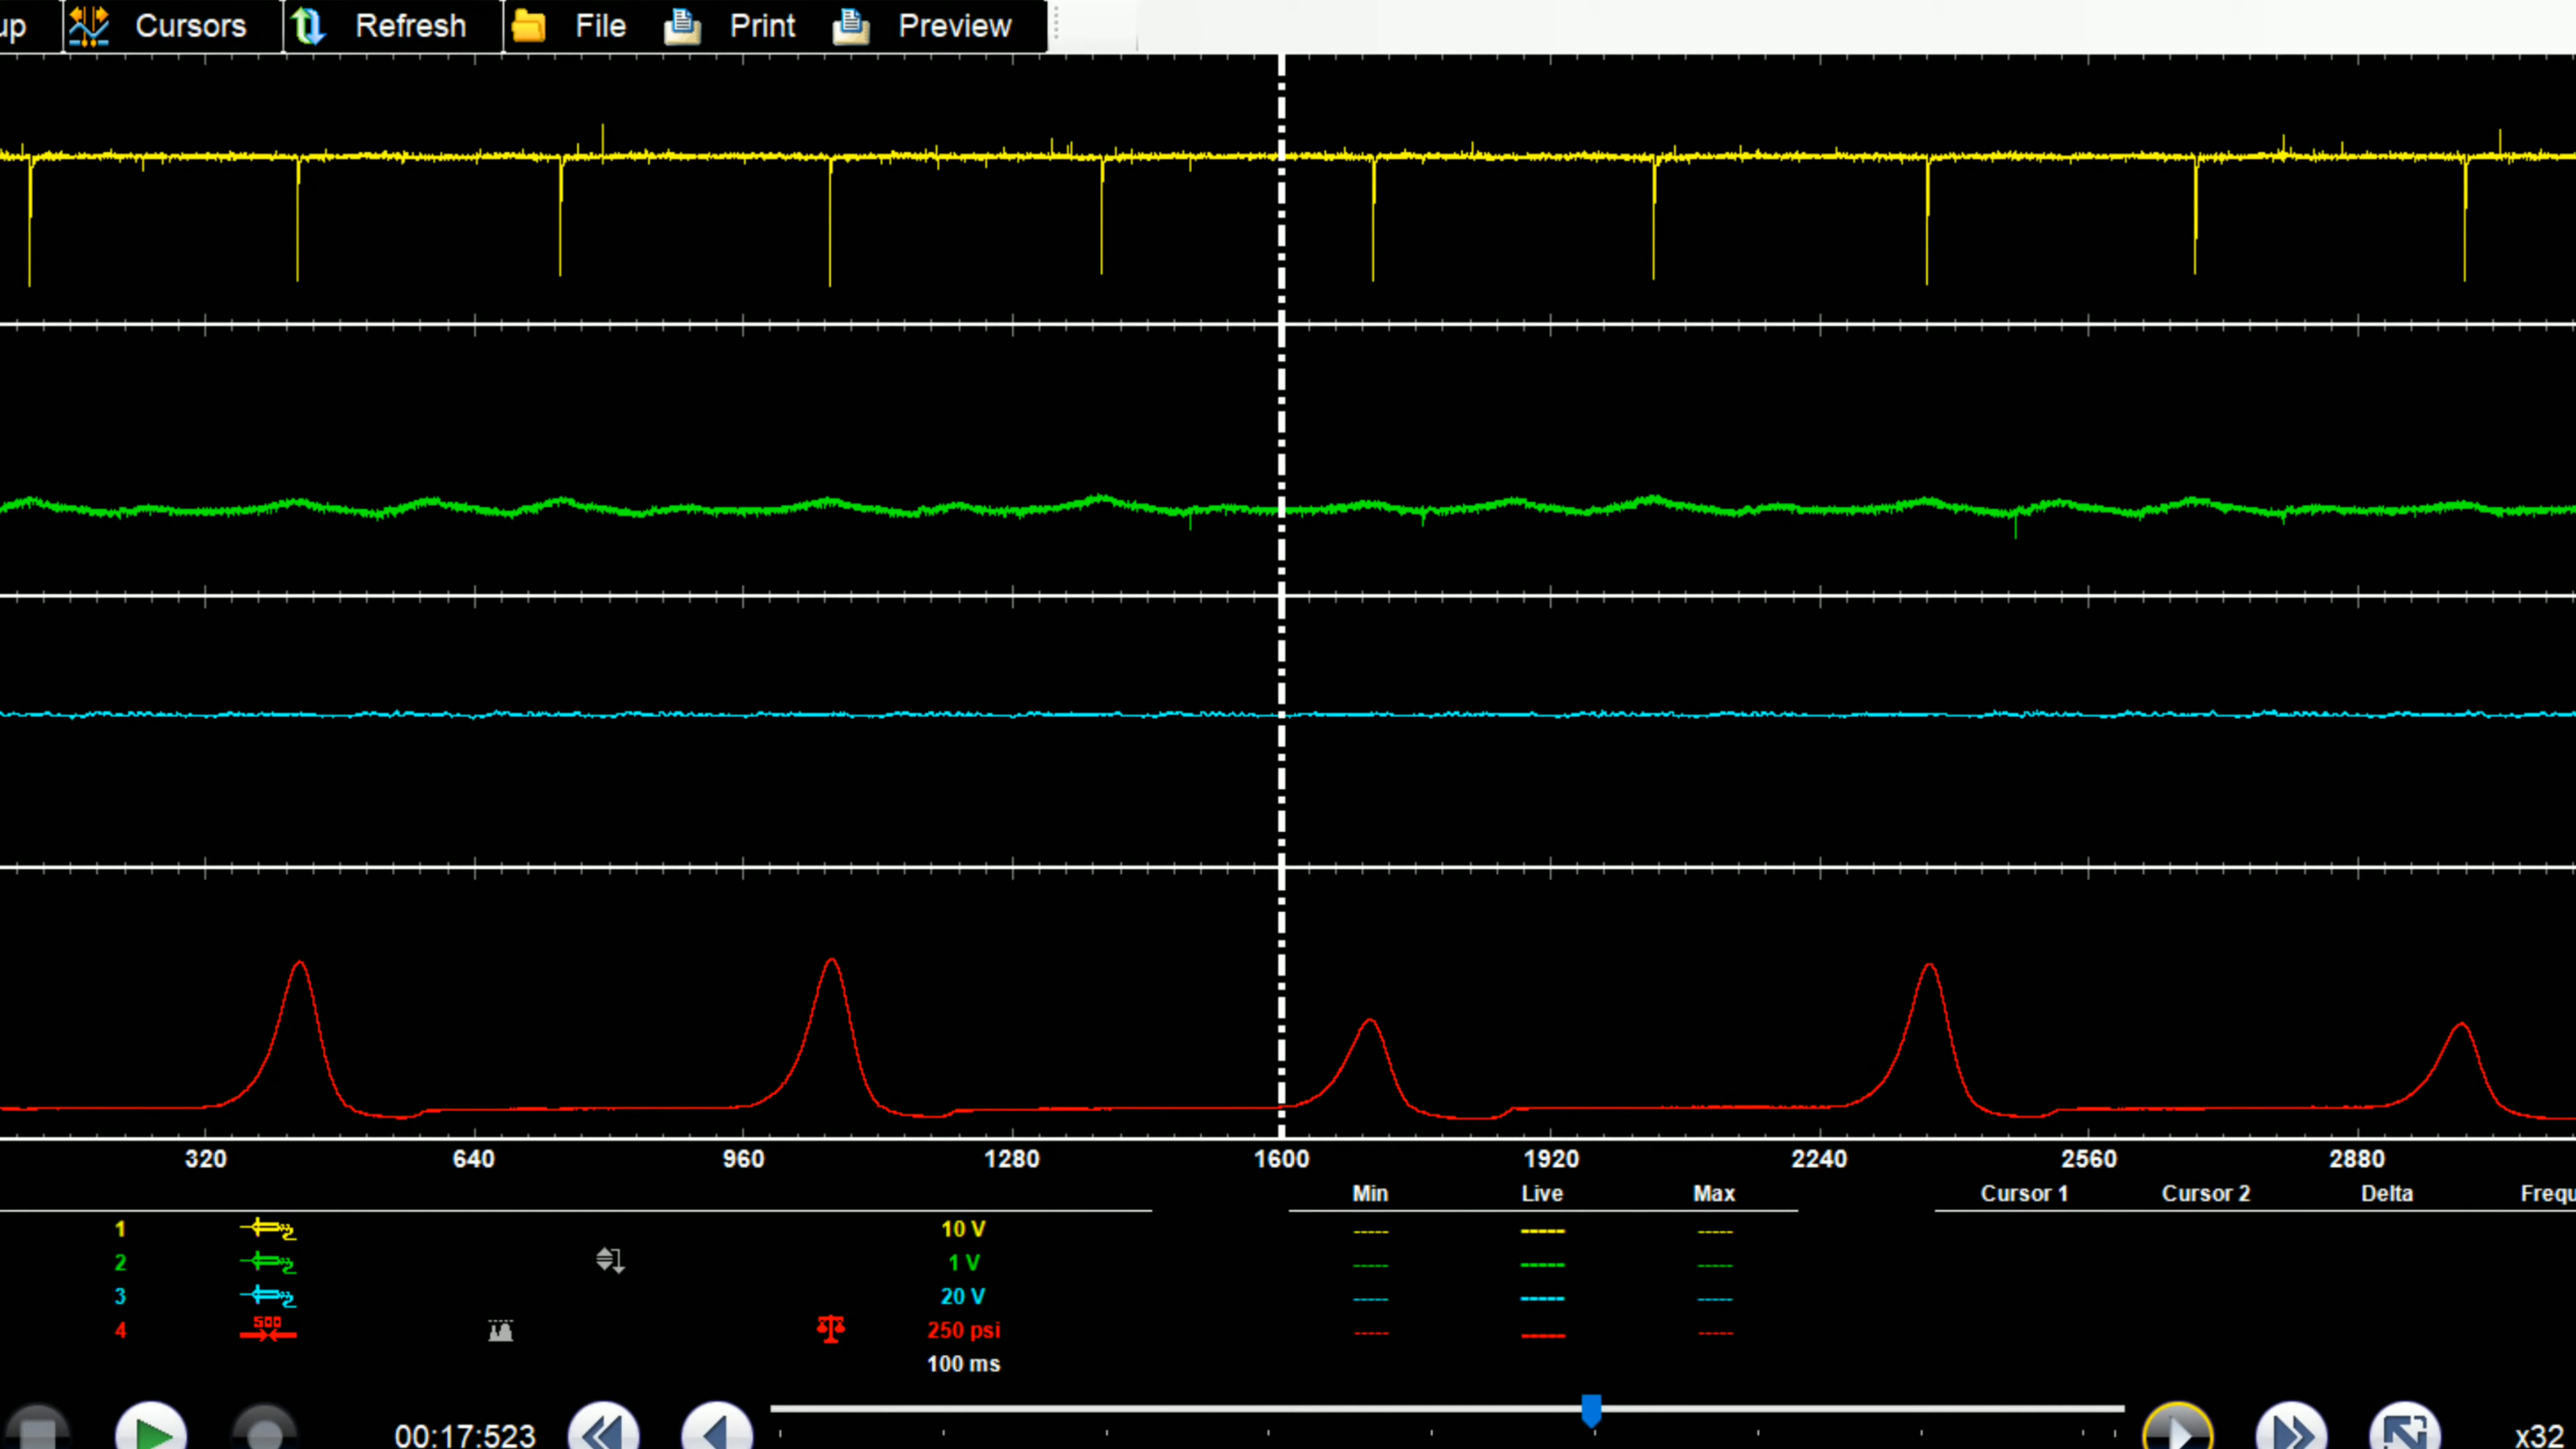 up Cursors Refresh File Print Preview
320 640 960 1280 1600 1920 2240 2560 2880
Min Live Max Cursor 1 Cursor 2 Delta Frequ
1 10 V
2 1 V
3 20 V
4 500 250 psi
100 ms
00:17:523 x32